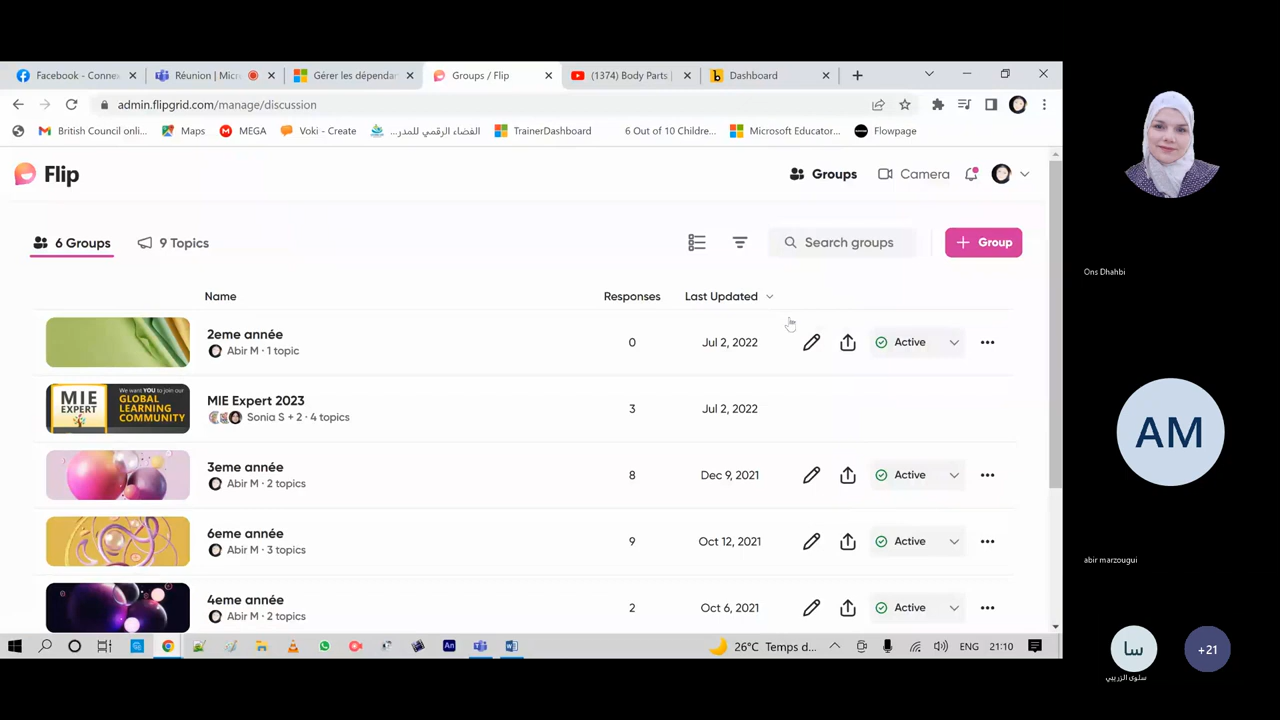 Facebook - Connex
Réunion | Micr
Gérer les dépendan
Groups / Flip
(1374) Body Parts |
Dashboard
admin.flipgrid.com/manage/discussion
British Council onli...
Maps
MEGA
Voki - Create
الفضاء الرقمي للمدر...
TrainerDashboard
6 Out of 10 Childre...
Microsoft Educator...
Flowpage
Flip
Groups
Camera
6 Groups
9 Topics
Search groups
+ Group
Name
Responses
Last Updated
2eme année
Abir M · 1 topic
0
Jul 2, 2022
Active
MIE EXPERT
We want YOU to join our
GLOBAL
LEARNING
COMMUNITY
MIE Expert 2023
Sonia S + 2 · 4 topics
3
Jul 2, 2022
3eme année
Abir M · 2 topics
8
Dec 9, 2021
Active
6eme année
Abir M · 3 topics
9
Oct 12, 2021
Active
4eme année
Abir M · 2 topics
2
Oct 6, 2021
Active
26°C Temps d...
ENG
21:10
Ons Dhahbi
AM
abir marzougui
سا
سلوى الزريبي
+21